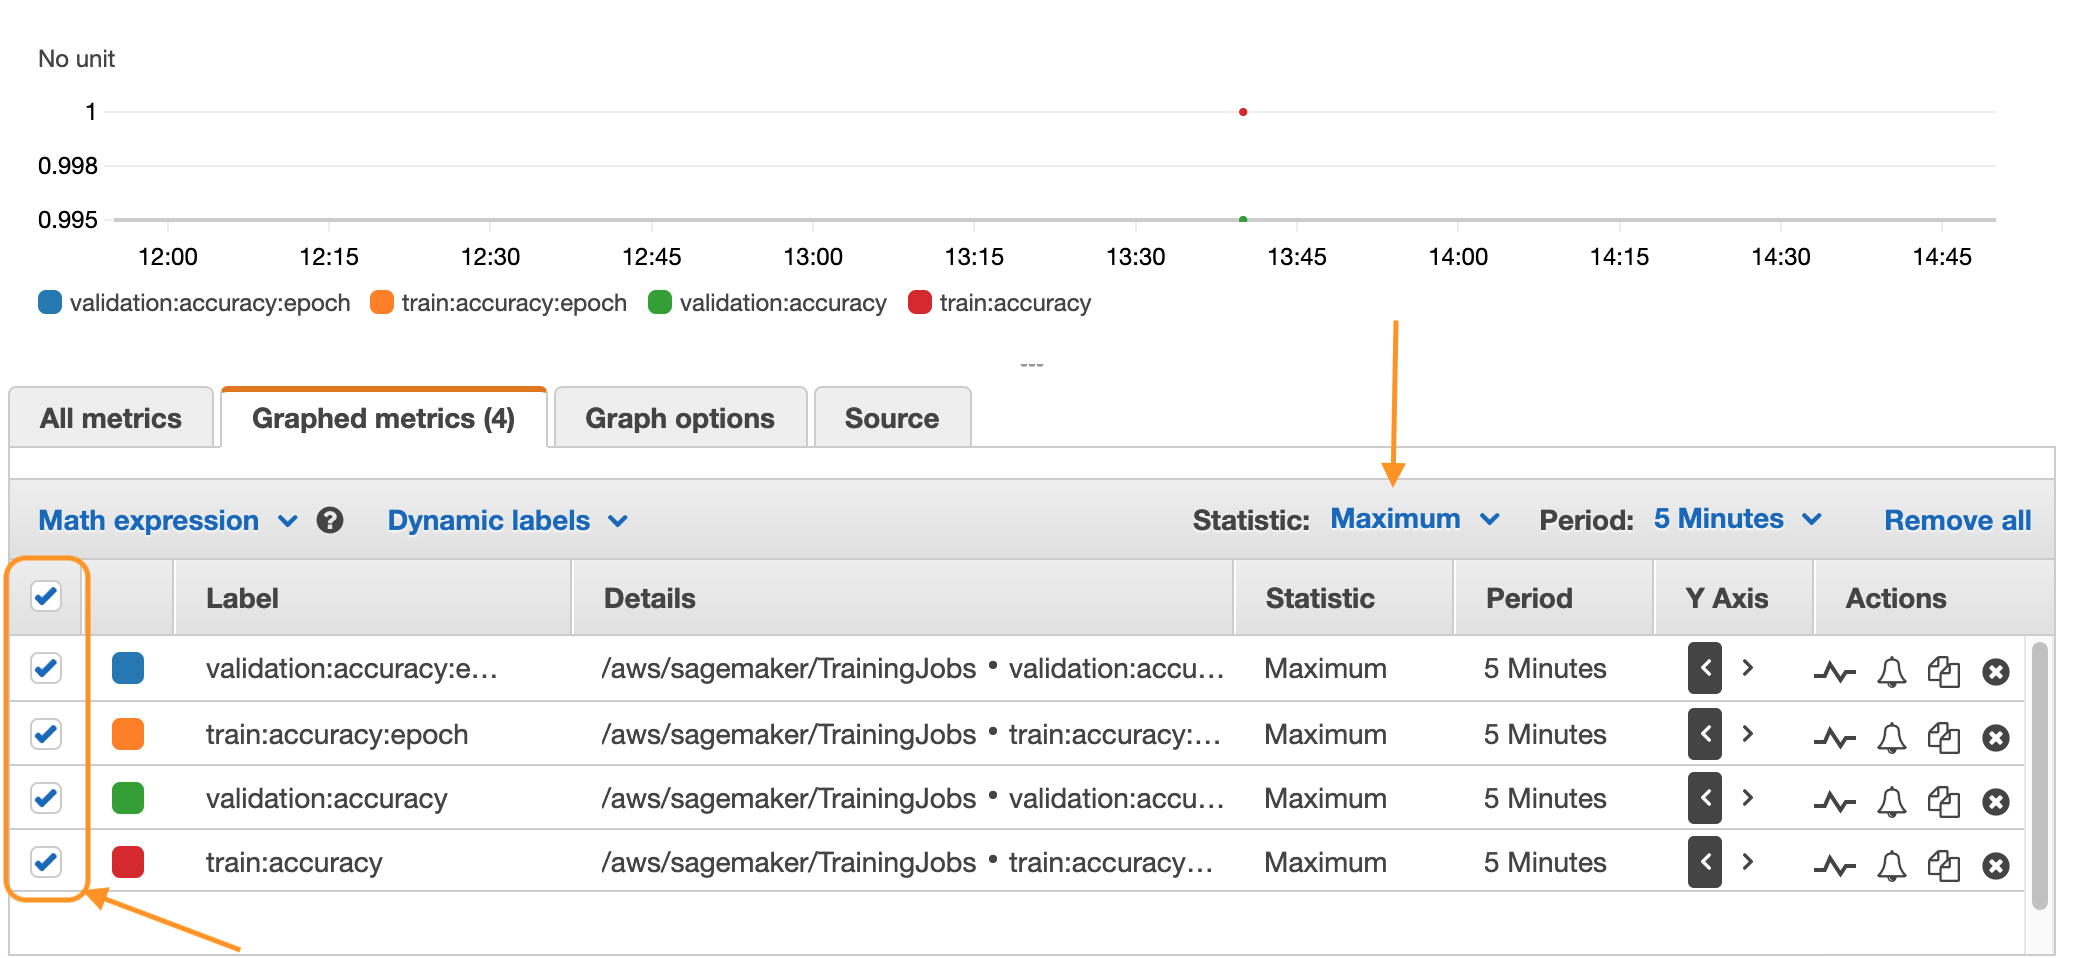 No unit
1
0.998
0.995
12:00 12:15 12:30 12:45 13:00 13:15 13:30 13:45 14:00 14:15 14:30 14:45
validation:accuracy:epoch train:accuracy:epoch validation:accuracy train:accuracy
All metrics Graphed metrics (4) Graph options Source
Math expression ? Dynamic labels Statistic: Maximum Period: 5 Minutes Remove all
Label Details Statistic Period Y Axis Actions
validation:accuracy:e... /aws/sagemaker/TrainingJobs • validation:accu... Maximum 5 Minutes < >
train:accuracy:epoch /aws/sagemaker/TrainingJobs • train:accuracy:... Maximum 5 Minutes < >
validation:accuracy /aws/sagemaker/TrainingJobs • validation:accu... Maximum 5 Minutes < >
train:accuracy /aws/sagemaker/TrainingJobs • train:accuracy... Maximum 5 Minutes < >